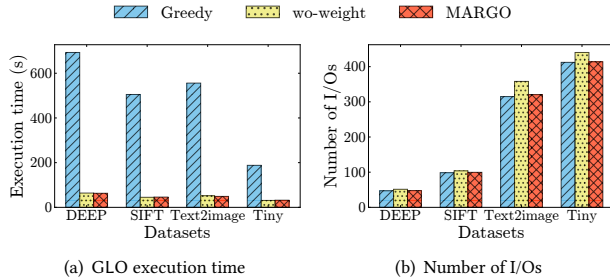 Greedy wo-weight MARGO
Execution time (s)
600
400
200
0
DEEP SIFT Text2image Tiny
Datasets
(a) GLO execution time
Number of I/Os
400
300
200
100
0
DEEP SIFT Text2image Tiny
Datasets
(b) Number of I/Os